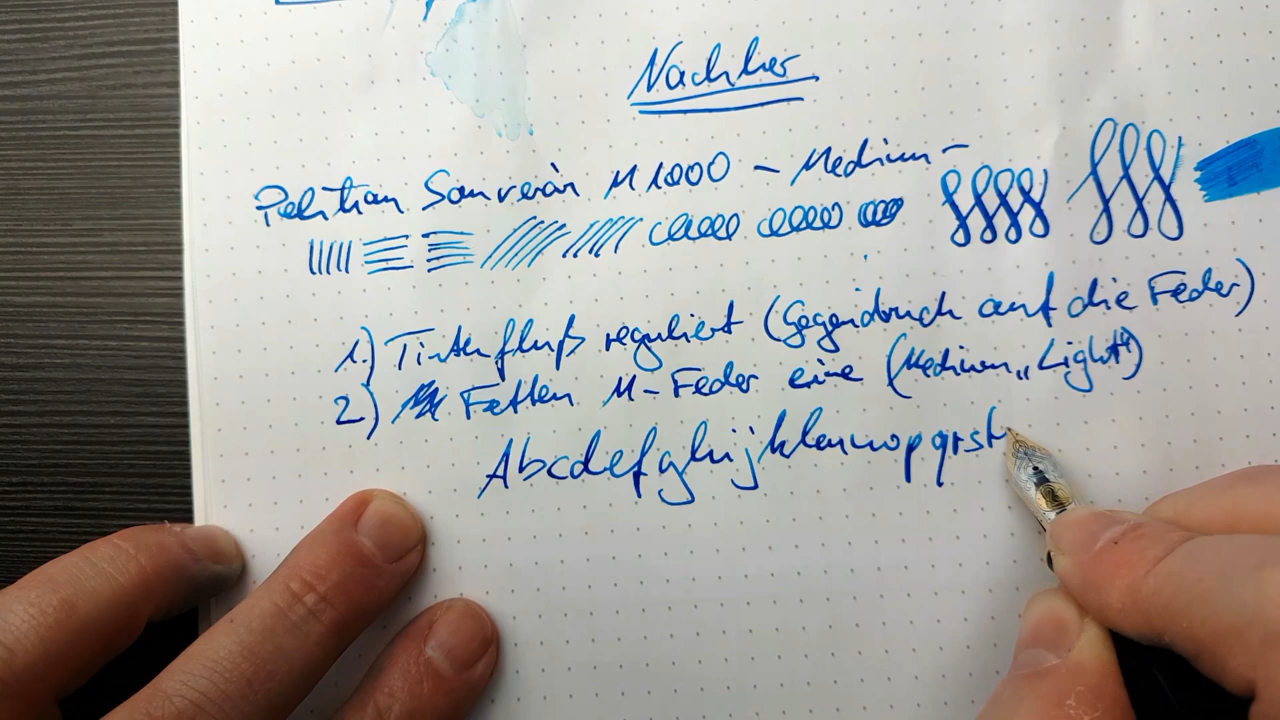 Nachher
Pelikan Souverän M1000 – Medium –
1.) Tintenfluß reguliert (Gegendruck auf die Feder)
2.) Fetten M-Feder eine (Medium „Light“)
Abcdefghijklmnopqrst